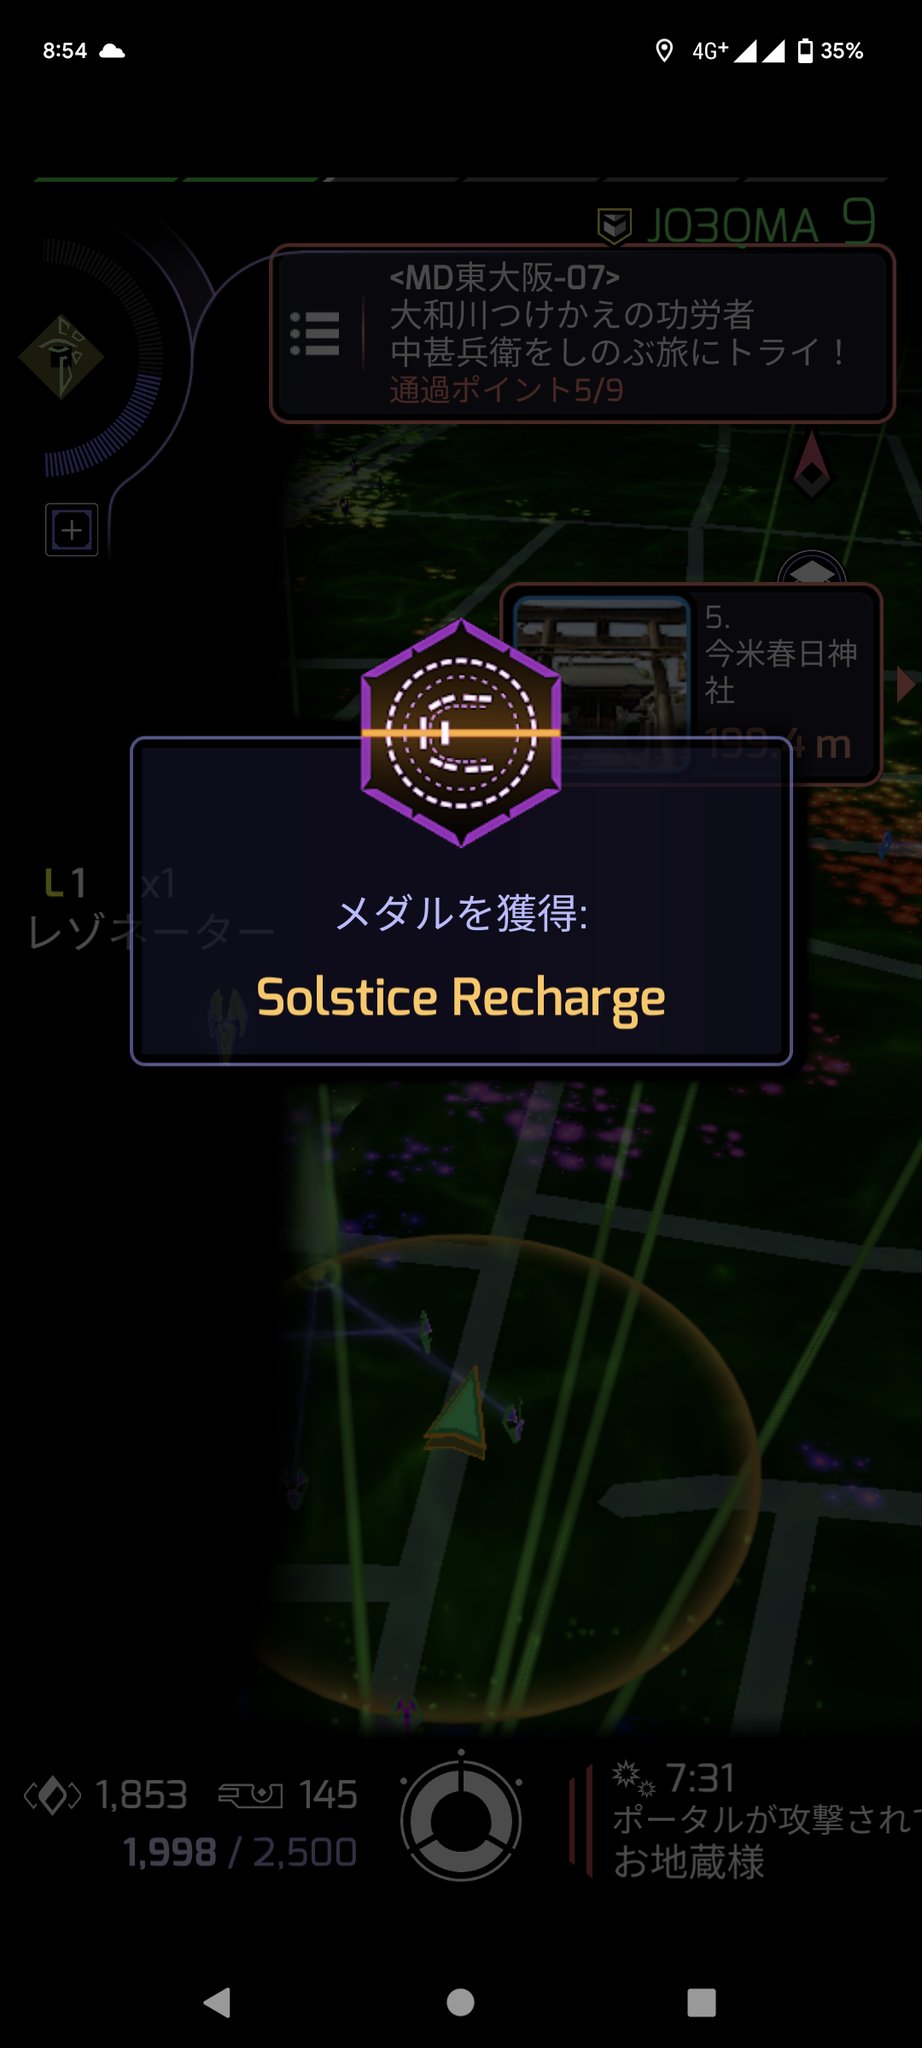 8:54
4G+ 35%
JO3QMA 9
<MD東大阪-07>
大和川つけかえの功労者
中甚兵衛をしのぶ旅にトライ！
通過ポイント5/9
5.
今米春日神
社
199.4 m
L1 x1
レゾネーター
メダルを獲得:
Solstice Recharge
1,853 145
1,998 / 2,500
7:31
ポータルが攻撃されて
お地蔵様